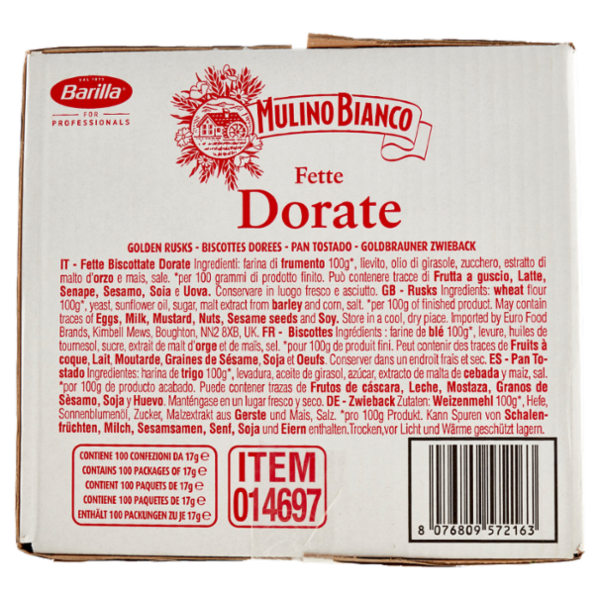 DAL 1877
Barilla
FOR
PROFESSIONALS
MULINO BIANCO
Fette
Dorate
GOLDEN RUSKS - BISCOTTES DOREES - PAN TOSTADO - GOLDBRAUNER ZWIEBACK
IT - Fette Biscottate Dorate Ingredienti: farina di frumento 100g*, lievito, olio di girasole, zucchero, estratto di
malto d'orzo e mais, sale. *per 100 grammi di prodotto finito. Può contenere tracce di Frutta a guscio, Latte,
Senape, Sesamo, Soia e Uova. Conservare in luogo fresco e asciutto. GB - Rusks Ingredients: wheat flour
100g*, yeast, sunflower oil, sugar, malt extract from barley and corn, salt. *per 100g of finished product. May contain
traces of Eggs, Milk, Mustard, Nuts, Sesame seeds and Soy. Store in a cool, dry place. Imported by Euro Food
Brands, Kimbell Mews, Boughton, NN2 8XB, UK. FR - Biscottes Ingrédients : farine de blé 100g*, levure, huiles de
tournesol, sucre, extrait de malt d'orge et de maïs, sel. *pour 100g de produit fini. Peut contenir des traces de Fruits à
coque, Lait, Moutarde, Graines de Sésame, Soja et Oeufs. Conserver dans un endroit frais et sec. ES - Pan To-
stado Ingredientes: harina de trigo 100g*, levadura, aceite de girasol, azúcar, extracto de malta de cebada y maíz, sal.
*por 100g de producto acabado. Puede contener trazas de Frutos de cáscara, Leche, Mostaza, Granos de
Sèsamo, Soja y Huevo. Manténgase en un lugar fresco y seco. DE - Zwieback Zutaten: Weizenmehl 100g*, Hefe,
Sonnenblumenöl, Zucker, Malzextrakt aus Gerste und Mais, Salz. *pro 100g Produkt. Kann Spuren von Schalen-
früchten, Milch, Sesamsamen, Senf, Soja und Eiern enthalten.Trocken,vor Licht und Wärme geschützt lagern.
CONTIENE 100 CONFEZIONI DA 17g e
CONTAINS 100 PACKAGES OF 17g e
CONTIENT 100 PAQUETS DE 17g e
CONTIENE 100 PAQUETES DE 17g e
ENTHÄLT 100 PACKUNGEN ZU JE 17g e
ITEM
014697
8 076809 572163